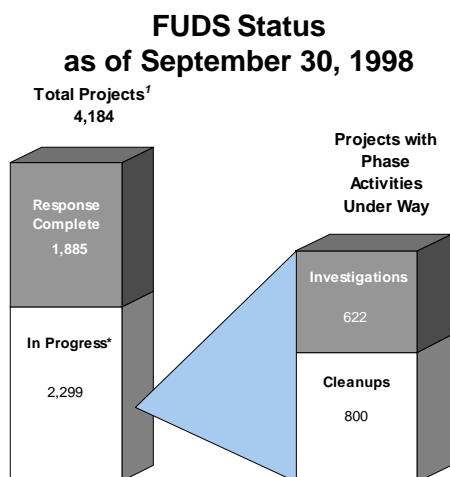 FUDS Status
as of September 30, 1998
Total Projects¹
4,184
Response
Complete
1,885
In Progress*
2,299
Projects with
Phase
Activities
Under Way
Investigations
622
Cleanups
800